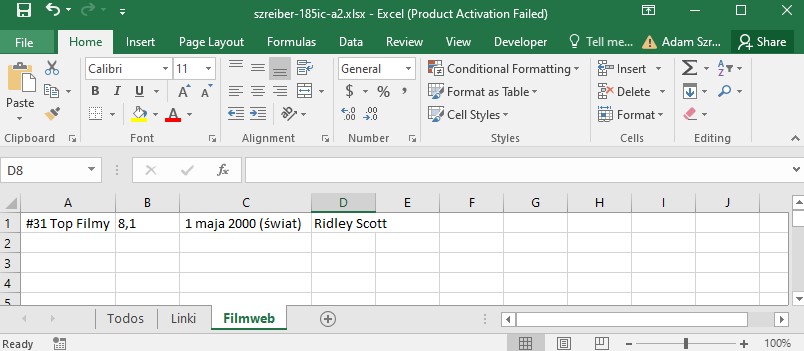 szreiber-185ic-a2.xlsx - Excel (Product Activation Failed)
File Home Insert Page Layout Formulas Data View Developer Tell me... Adam Szr... Share
Calibri 11 General Conditional Formatting Insert
Paste B I U A A $ % , Format as Table Delete
Cell Styles Format
Clipboard Font Alignment Number Styles Cells Editing
D8 fx
A B C D E F G H I J
1 #31 Top Filmy 8,1 1 maja 2000 (świat) Ridley Scott
2
3
4
5
Todos Linki Filmweb
Ready 100%